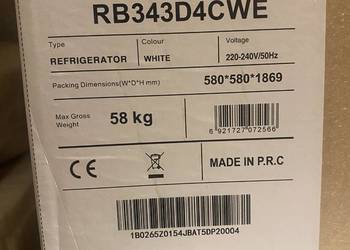 RB343D4CWE
Type Colour Voltage
REFRIGERATOR WHITE 220-240V/50Hz
Packing Dimensions(W*D*H mm) 580*580*1869
Max Gross
Weight 58 kg
6 921727 072566
CE MADE IN P.R.C
1B0265Z0154JBAT5DP20004